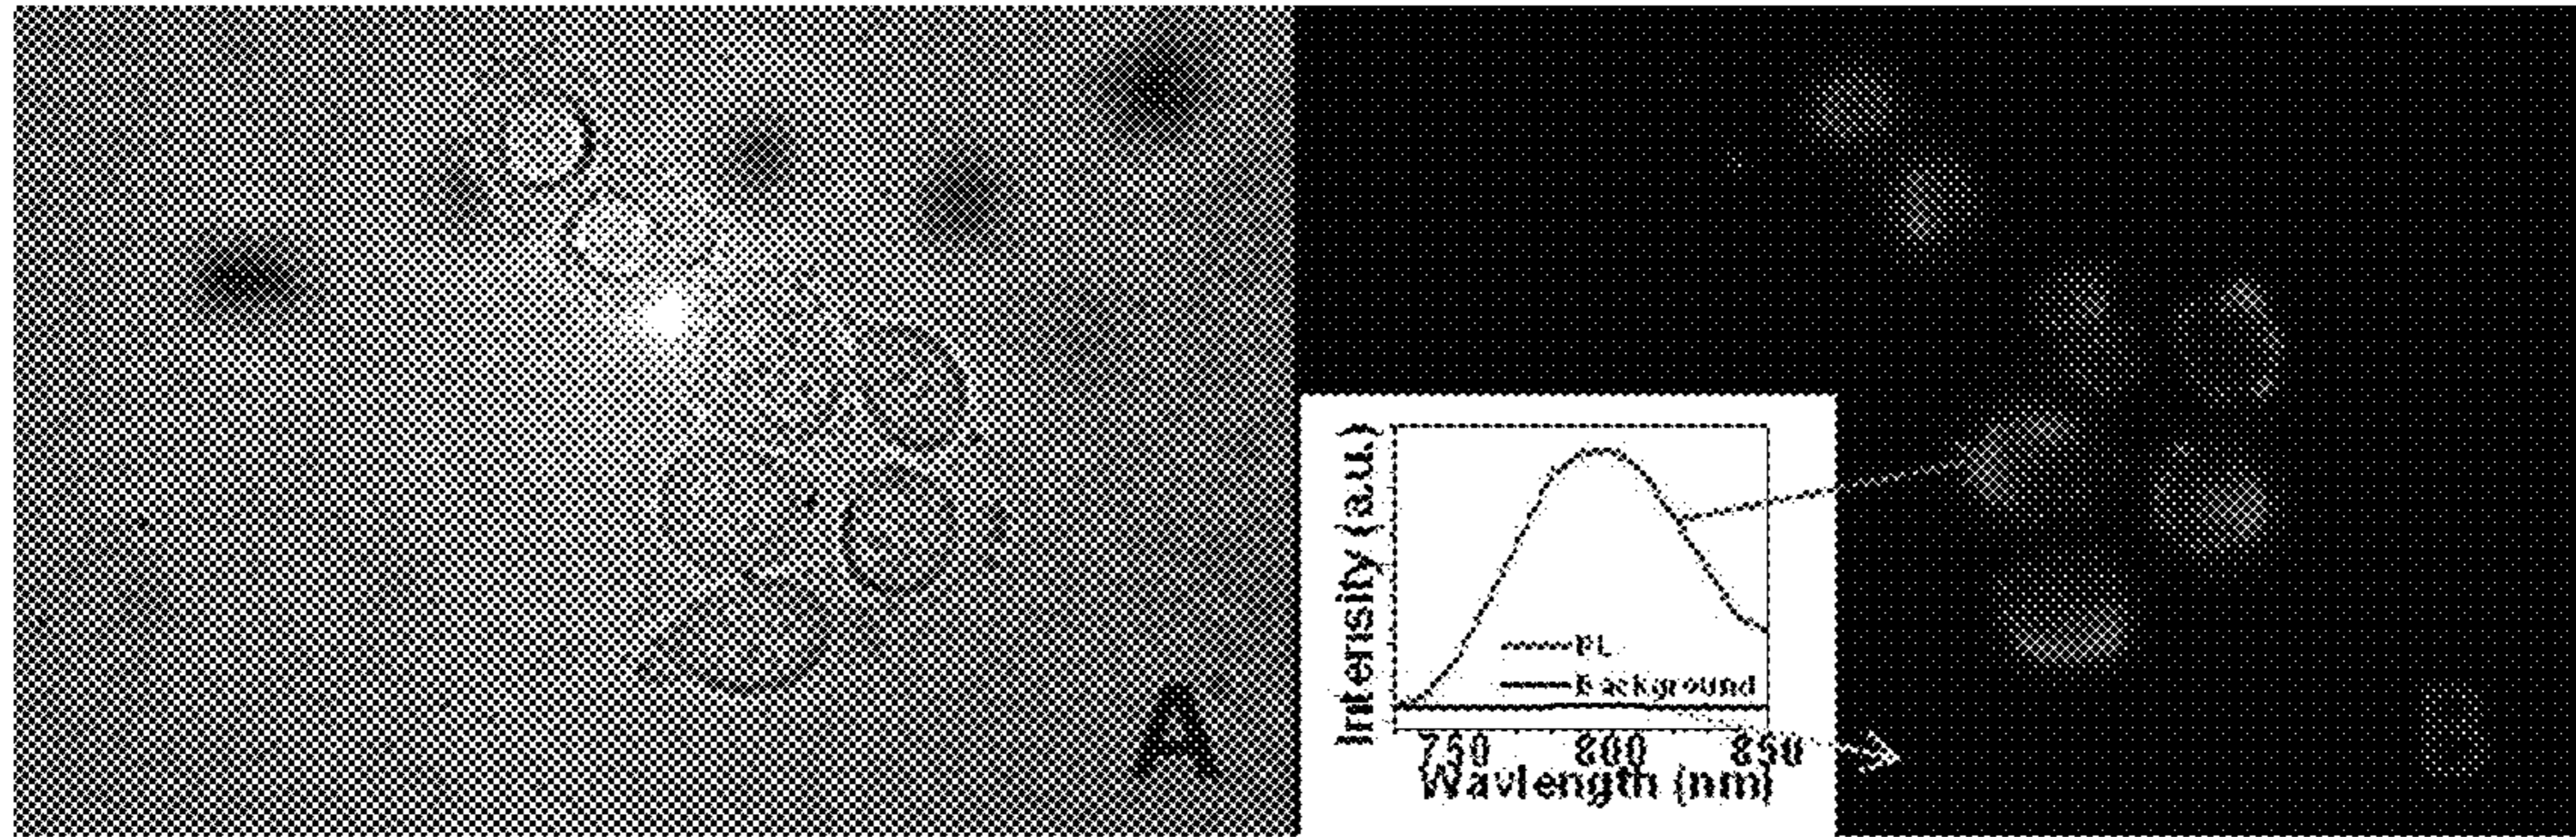 A
Intensity (a.u.)
PL
Background
750 800 850
Wavlength (nm)
B